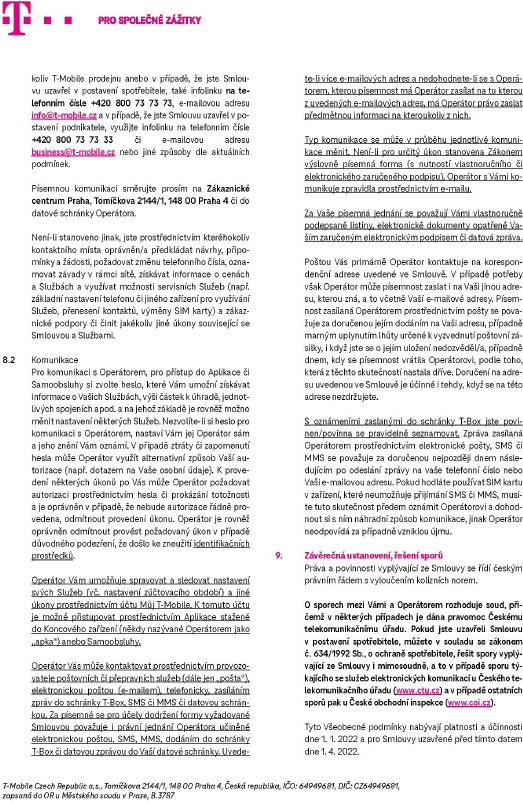 T
PRO SPOLEČNÉ ZÁŽITKY
koliv T-Mobile prodejnu anebo v případě, že jste Smlou-
vu uzavřel v postavení spotřebitele, také infolinku na te-
lefonním čísle +420 800 73 73 73, e-mailovou adresu
info@t-mobile.cz a v případě, že jste Smlouvu uzavřel v po-
stavení podnikatele, využijte infolinku na telefonním čísle
+420 800 73 73 33 či e-mailovou adresu
business@t-mobile.cz nebo jiné způsoby dle aktuálních
podmínek.
Písemnou komunikaci směrujte prosím na Zákaznické
centrum Praha, Tomíčkova 2144/1, 148 00 Praha 4 či do
datové schránky Operátora.
Není-li stanoveno jinak, jste prostřednictvím kteréhokoliv
kontaktního místa oprávněn/a předkládat návrhy, připo-
mínky a žádosti, požadovat změnu telefonního čísla, ozna-
movat závady v rámci sítě, získávat informace o cenách
a Službách a využívat možnosti servisních Služeb (např.
základní nastavení telefonu či jiného zařízení pro využívání
Služeb, přenesení kontaktů, výměny SIM karty) a zákaz-
nické podpory či činit jakékoliv jiné úkony související se
Smlouvou a Službami.
8.2 Komunikace
Pro komunikaci s Operátorem, pro přístup do Aplikace či
Samoobsluhy si zvolte heslo, které Vám umožní získávat
informace o Vašich Službách, výši částek k úhradě, jednot-
livých spojeních apod. a na jehož základě je rovněž možno
měnit nastavení některých Služeb. Nezvolíte-li si heslo pro
komunikaci s Operátorem, nastaví Vám jej Operátor sám
a jeho znění Vám oznámí. V případě ztráty či zapomenutí
hesla může Operátor využít alternativní způsob Vaší auto-
rizace (např. dotazem na Vaše osobní údaje). K prove-
dení některých úkonů po Vás může Operátor požadovat
autorizaci prostřednictvím hesla či prokázání totožnosti
a je oprávněn v případě, že nebude autorizace řádně pro-
vedena, odmítnout provedení úkonu. Operátor je rovněž
oprávněn odmítnout provést požadovaný úkon v případě
důvodného podezření, že došlo ke zneužití identifikačních
prostředků.
Operátor Vám umožňuje spravovat a sledovat nastavení
svých Služeb (vč. nastavení zúčtovacího období) a jiné
úkony prostřednictvím účtu Můj T-Mobile. K tomuto účtu
je možné přistupovat prostřednictvím Aplikace stažené
do Koncového zařízení (někdy nazývané Operátorem jako
„apka“) anebo Samoobsluhy.
Operátor Vás může kontaktovat prostřednictvím provozo-
vatele poštovních či přepravních služeb (dále jen „pošta“),
elektronickou poštou (e-mailem), telefonicky, zasíláním
zpráv do schránky T-Box, SMS či MMS či datovou schrán-
kou. Za písemné se pro účely dodržení formy vyžadované
Smlouvou považuje i právní jednání Operátora učiněné
elektronickou poštou, SMS, MMS, dodáním do schránky
T-Box či datovou zprávou do Vaší datové schránky. Uvede-
te-li více e-mailových adres a nedohodnete-li se s Operá-
torem, kterou písemnost má Operátor zasílat na tu kterou
z uvedených e-mailových adres, má Operátor právo zaslat
předmětnou informaci na kteroukoliv z nich.
Typ komunikace se může v průběhu jednotlivé komuni-
kace měnit. Není-li pro určitý úkon stanovena Zákonem
výslovně písemná forma (s nutností vlastnoručního či
elektronického zaručeného podpisu), Operátor s Vámi ko-
munikuje zpravidla prostřednictvím e-mailu.
Za Vaše písemná jednání se považují Vámi vlastnoručně
podepsané listiny, elektronické dokumenty opatřené Va-
ším zaručeným elektronickým podpisem či datová zpráva.
Poštou Vás primárně Operátor kontaktuje na korespon-
denční adrese uvedené ve Smlouvě. V případě potřeby
však Operátor může písemnost zaslat i na Vaši jinou adre-
su, kterou zná, a to včetně Vaší e-mailové adresy. Písem-
nost zasílaná Operátorem prostřednictvím pošty se pova-
žuje za doručenou jejím dodáním na Vaši adresu, případně
marným uplynutím lhůty určené k vyzvednutí poštovní zá-
silky, i když jste se o jejím uložení nedozvěděl/a, případně
dnem, kdy se písemnost vrátila Operátorovi, podle toho,
která z těchto skutečností nastala dříve. Doručení na adre-
su uvedenou ve Smlouvě je účinné i tehdy, když se na této
adrese nezdržujete.
S oznámeními zaslanými do schránky T-Box jste povi-
nen/povinna se pravidelně seznamovat. Zpráva zasílaná
Operátorem prostřednictvím elektronické pošty, SMS či
MMS se považuje za doručenou nejpozději dnem násle-
dujícím po odeslání zprávy na vaše telefonní číslo nebo
Vaši e-mailovou adresu. Pokud hodláte používat SIM kartu
v zařízení, které neumožňuje přijímání SMS či MMS, musí-
te tuto skutečnost předem oznámit Operátorovi a dohod-
nout si s ním náhradní způsob komunikace, jinak Operátor
neodpovídá za případně vzniklou újmu.
9. Závěrečná ustanovení, řešení sporů
Práva a povinnosti vyplývající ze Smlouvy se řídí českým
právním řádem s vyloučením kolizních norem.
O sporech mezi Vámi a Operátorem rozhoduje soud, při-
čemž v některých případech je dána pravomoc Českému
telekomunikačnímu úřadu. Pokud jste uzavřeli Smlouvu
v postavení spotřebitele, můžete v souladu se zákonem
č. 634/1992 Sb., o ochraně spotřebitele, řešit spory vyplý-
vající ze Smlouvy i mimosoudně, a to v případě sporu tý-
kajícího se služeb elektronických komunikací u Českého te-
lekomunikačního úřadu (www.ctu.cz) a v případě ostatních
sporů pak u České obchodní inspekce (www.coi.cz).
Tyto Všeobecné podmínky nabývají platnosti a účinnosti
dne 1. 1. 2022 a pro Smlouvy uzavřené před tímto datem
dne 1. 4. 2022.
T-Mobile Czech Republic a.s., Tomíčkova 2144/1, 148 00 Praha 4, Česká republika, IČO: 64949681, DIČ: CZ64949681,
zapsaná do OR u Městského soudu v Praze, B.3787